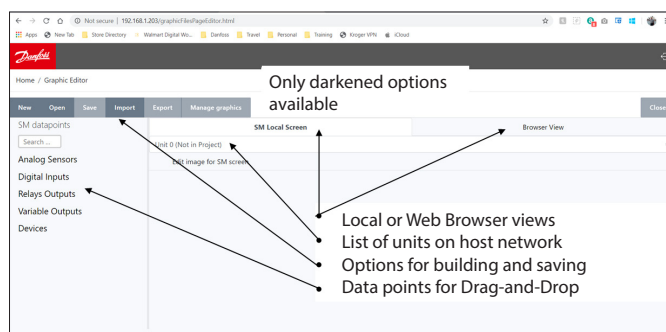 Not secure | 192.168.1.203/graphicFilesPageEditor.html
Apps New Tab Store Directory Walmart Digital Wo... Danfoss Travel Personal Training Kroger VPN iCloud
Danfoss
Home / Graphic Editor
Only darkened options
available
New Open Save Import Export Manage graphics Close
SM datapoints
SM Local Screen Browser View
Search...
Unit 0 (Not in Project)
Analog Sensors
Edit image for SM screen
Digital Inputs
Relays Outputs
Variable Outputs
Devices
• Local or Web Browser views
• List of units on host network
• Options for building and saving
• Data points for Drag-and-Drop